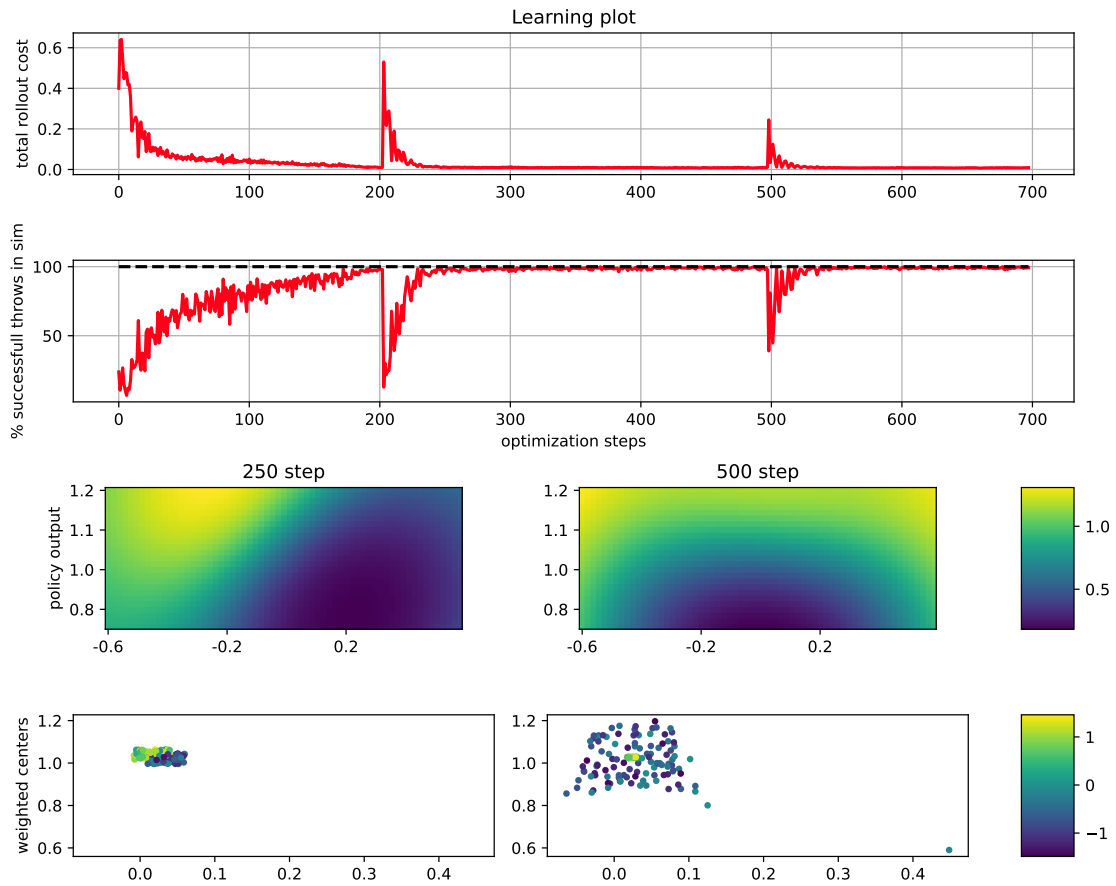 Learning plot
total rollout cost
0.6
0.4
0.2
0.0
0 100 200 300 400 500 600 700
% successfull throws in sim
100
50
0 100 200 300 400 500 600 700
optimization steps
250 step
500 step
policy output
1.2
1.1
1.0
0.8
-0.6 -0.2 0.2
1.2
1.1
1.0
0.8
-0.6 -0.2 0.2
1.0
0.5
weighted centers
1.2
1.0
0.8
0.6
0.0 0.1 0.2 0.3 0.4
1.2
1.0
0.8
0.6
0.0 0.1 0.2 0.3 0.4
1
0
−1